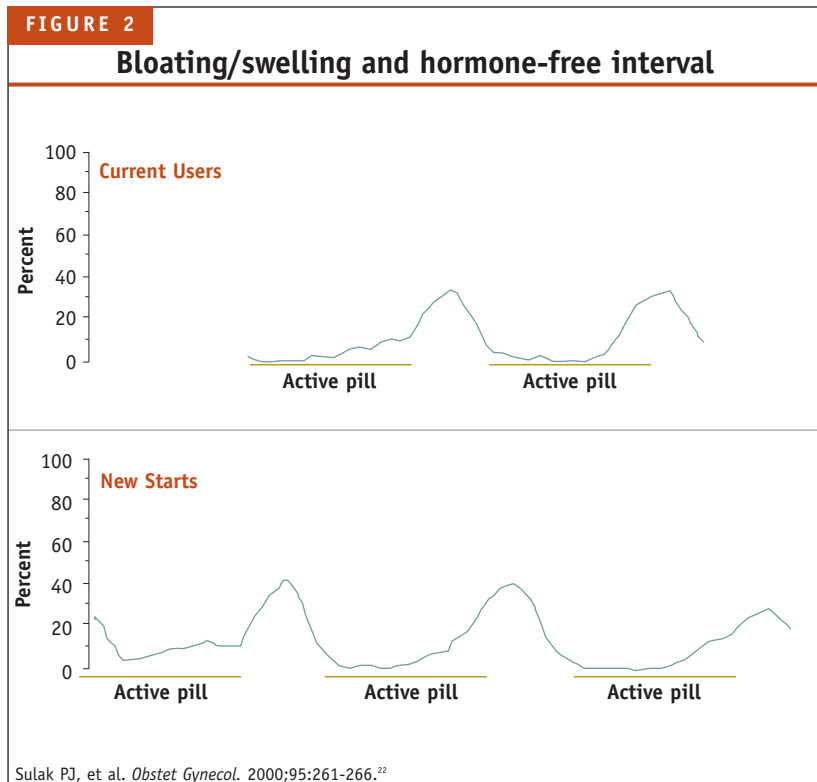 FIGURE 2
Bloating/swelling and hormone-free interval
Current Users
Percent
100
80
60
40
20
0
Active pill Active pill
New Starts
Percent
100
80
60
40
20
0
Active pill Active pill Active pill
Sulak PJ, et al. Obstet Gynecol. 2000;95:261-266.22